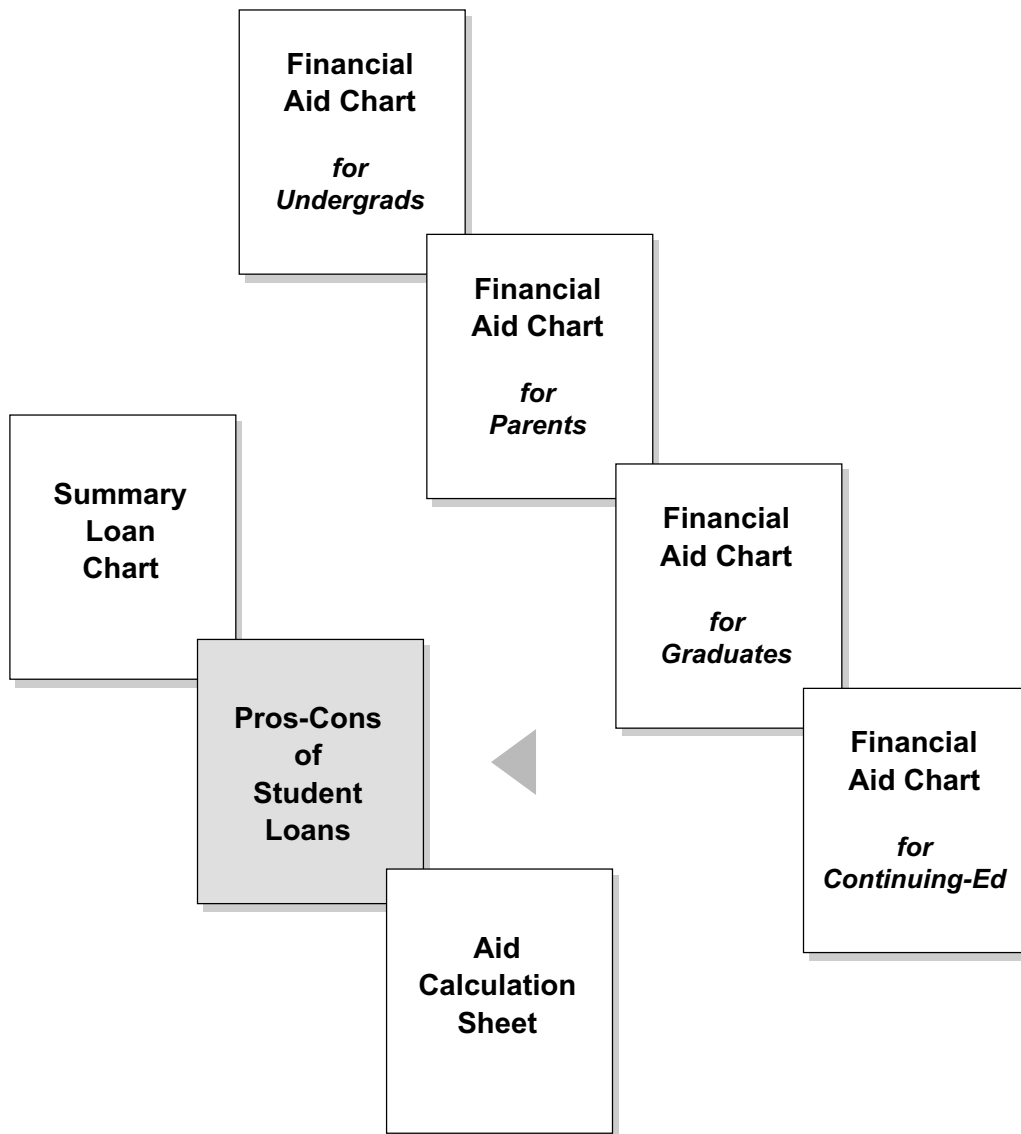 Financial
Aid Chart
for
Undergrads
Financial
Aid Chart
for
Parents
Summary
Loan
Chart
Financial
Aid Chart
for
Graduates
Pros-Cons
of
Student
Loans
Financial
Aid Chart
for
Continuing-Ed
Aid
Calculation
Sheet